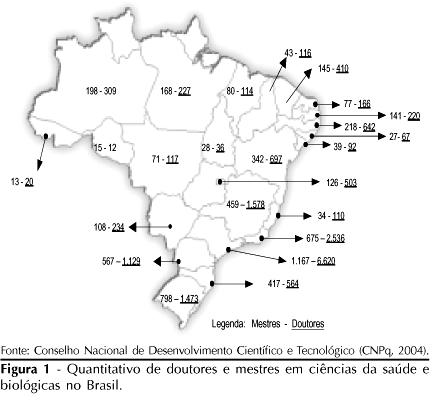 43 - 116
145 - 410
198 - 309
168 - 227
80 - 114
77 - 166
141 - 220
218 - 642
27 - 67
15 - 12
71 - 117
28 - 36
342 - 697
39 - 92
13 - 20
126 - 503
459 – 1.578
34 - 110
108 - 234
675 – 2.536
567 – 1.129
1.167 – 6.620
417 - 564
798 – 1.473
Legenda: Mestres - Doutores
Fonte: Conselho Nacional de Desenvolvimento Científico e Tecnológico (CNPq, 2004).
Figura 1 - Quantitativo de doutores e mestres em ciências da saúde e
biológicas no Brasil.